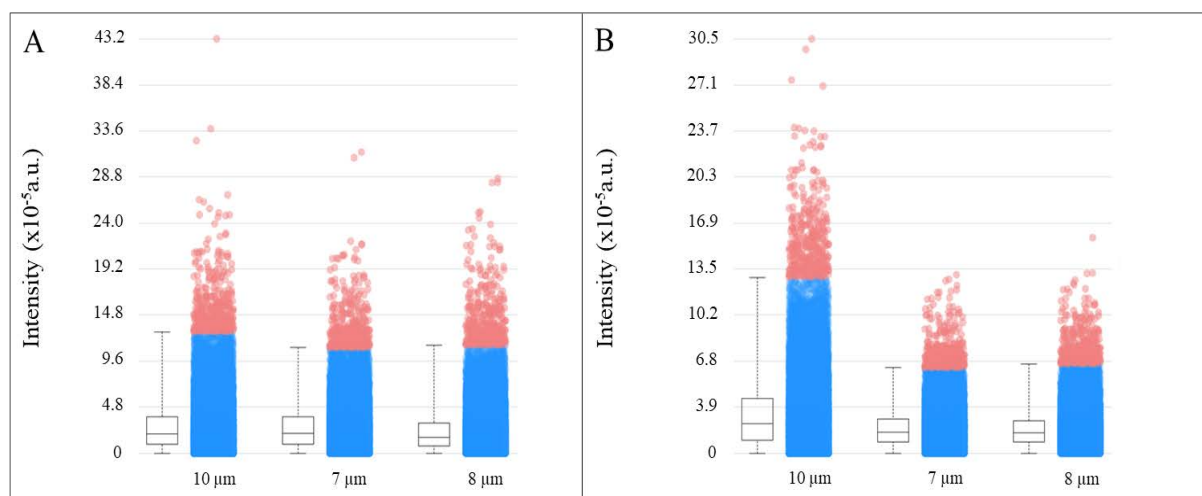 A
Intensity (x10⁻⁵a.u.)
43.2
38.4
33.6
28.8
24.0
19.2
14.8
9.6
4.8
0
10 μm
7 μm
8 μm
B
Intensity (x10⁻⁵a.u.)
30.5
27.1
23.7
20.3
16.9
13.5
10.2
6.8
3.9
0
10 μm
7 μm
8 μm